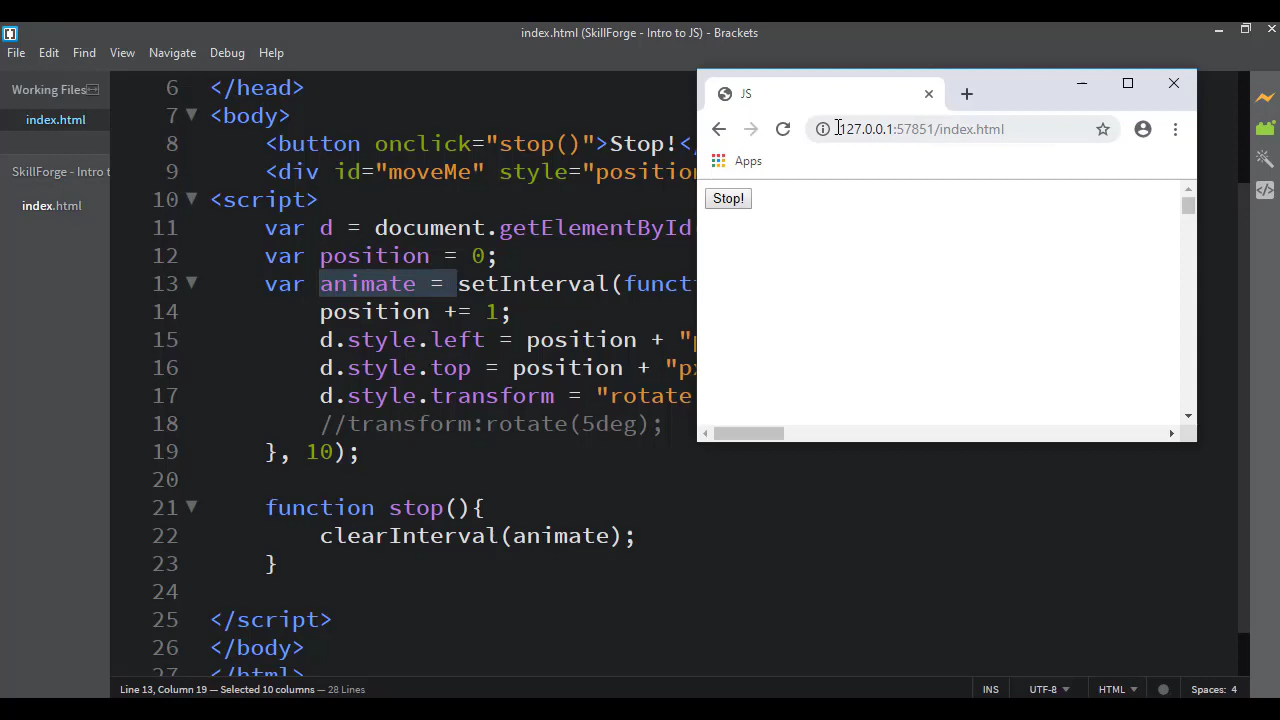 index.html (SkillForge - Intro to JS) - Brackets
File Edit Find View Navigate Debug Help
Working Files
index.html
SkillForge - Intro t
index.html
6 </head>
7 <body>
8 <button onclick="stop()">Stop!</
9 <div id="moveMe" style="position
10 <script>
11 var d = document.getElementById
12 var position = 0;
13 var animate = setInterval(functi
14 position += 1;
15 d.style.left = position + "p
16 d.style.top = position + "px
17 d.style.transform = "rotate
18 //transform:rotate(5deg);
19 }, 10);
20
21 function stop(){
22 clearInterval(animate);
23 }
24
25 </script>
26 </body>
27 </html>
JS
127.0.0.1:57851/index.html
Apps
Stop!
Line 13, Column 19 — Selected 10 columns — 28 Lines
INS UTF-8 HTML Spaces: 4